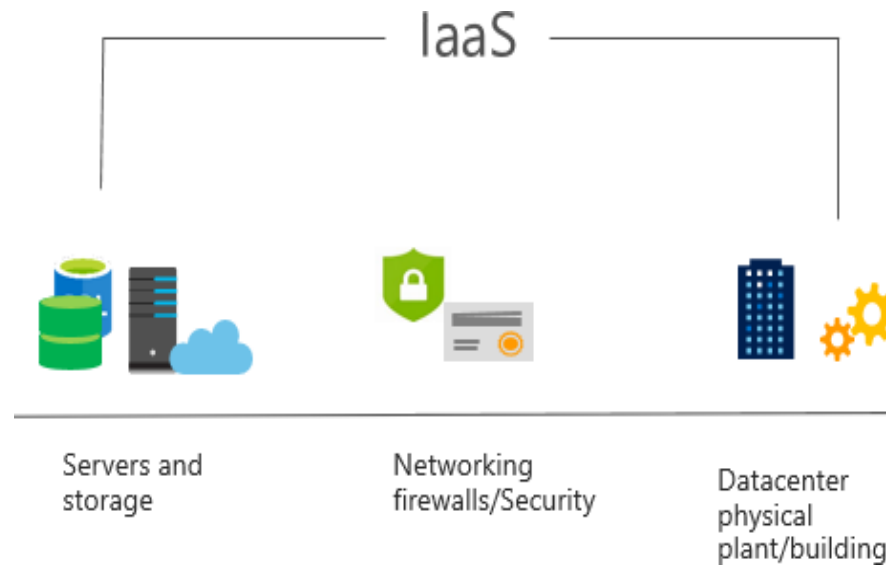 IaaS
Servers and
storage
Networking
firewalls/Security
Datacenter
physical
plant/building